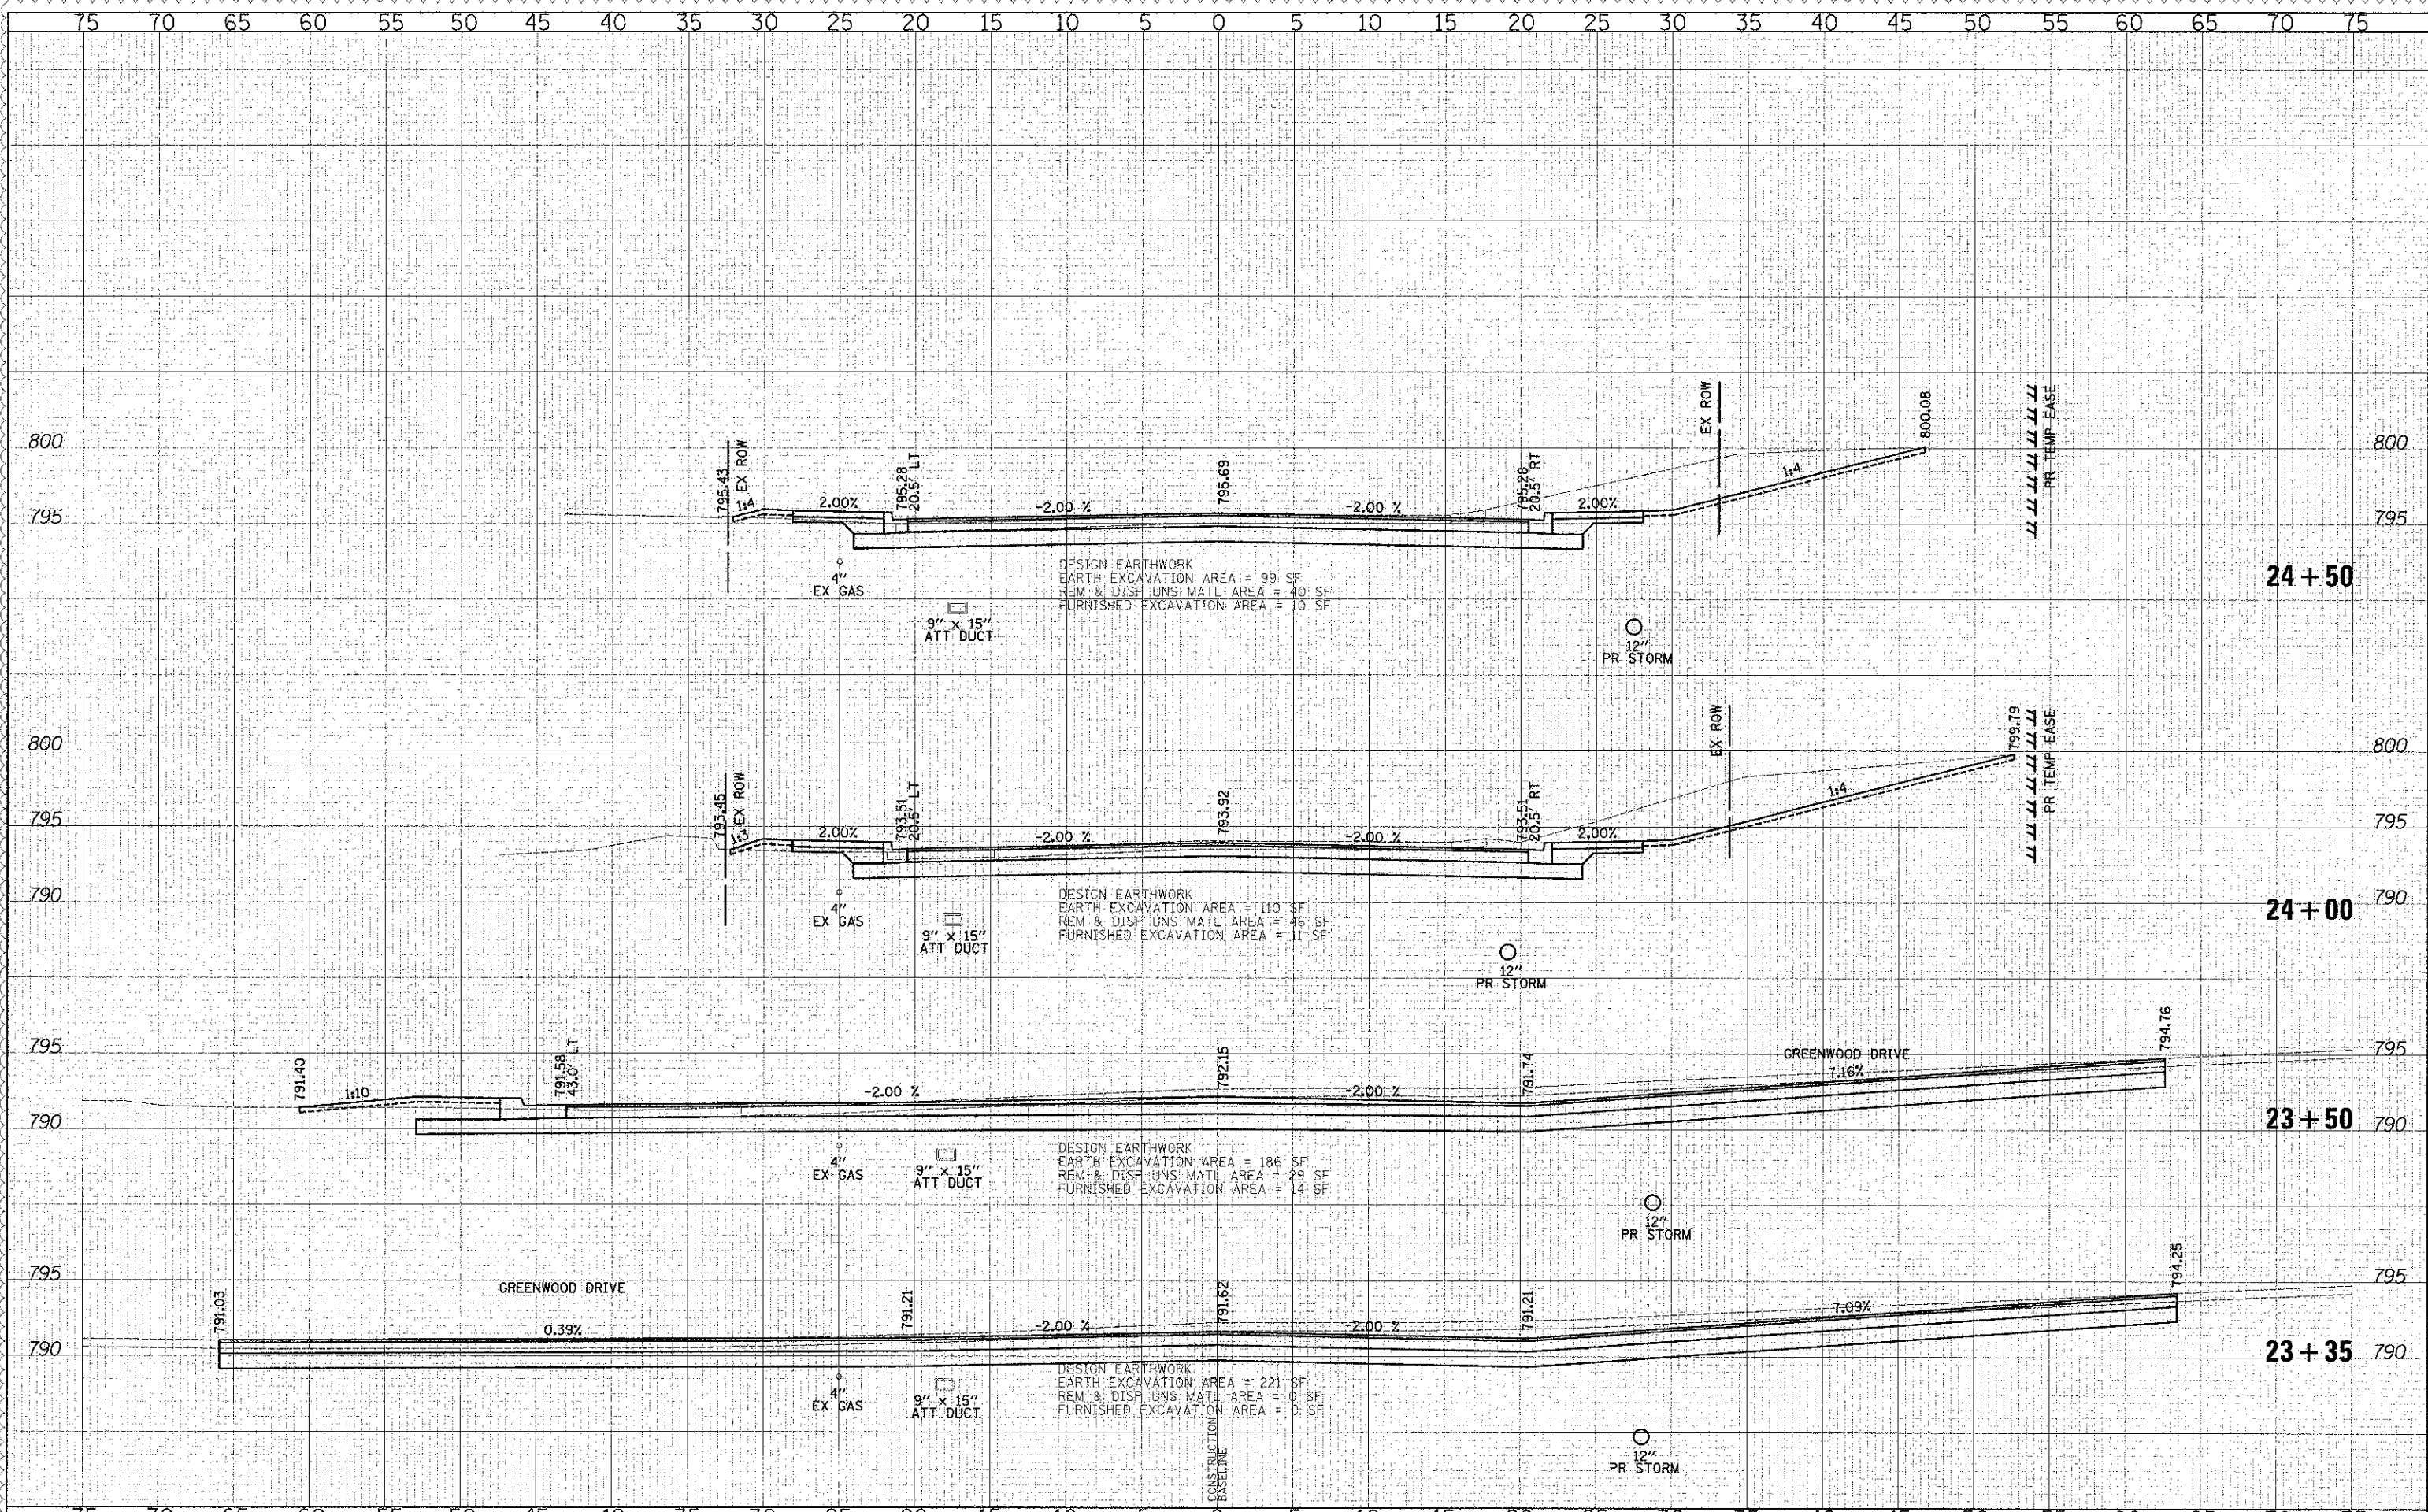 75 70 65 60 55 50 45 40 35 30 25 20 15 10 5 0 5 10 15 20 25 30 35 40 45 50 55 60 65 70 75
800
795
795.43
EX ROW
1:4
2.00%
795.28
20.5' LT
-2.00 %
795.69
-2.00 %
795.28
20.5' RT
2.00%
EX ROW
1:4
800.08
PR TEMP EASE
800
795
4"
EX GAS
9" x 15"
ATT DUCT
DESIGN EARTHWORK
EARTH EXCAVATION AREA = 99 SF
REM & DISP UNS MATL AREA = 40 SF
FURNISHED EXCAVATION AREA = 10 SF
12"
PR STORM
24+50
800
795
790
793.45
EX ROW
1:3
2.00%
793.51
20.5' LT
-2.00 %
793.92
-2.00 %
793.51
20.5' RT
2.00%
EX ROW
1:4
799.79
PR TEMP EASE
800
795
790
4"
EX GAS
9" x 15"
ATT DUCT
DESIGN EARTHWORK
EARTH EXCAVATION AREA = 110 SF
REM & DISP UNS MATL AREA = 46 SF
FURNISHED EXCAVATION AREA = 11 SF
12"
PR STORM
24+00
795
790
791.40
1:10
791.58
43.0' LT
-2.00 %
792.15
-2.00 %
791.74
GREENWOOD DRIVE
7.16%
794.76
795
790
4"
EX GAS
9" x 15"
ATT DUCT
DESIGN EARTHWORK
EARTH EXCAVATION AREA = 186 SF
REM & DISP UNS MATL AREA = 29 SF
FURNISHED EXCAVATION AREA = 14 SF
12"
PR STORM
23+50
795
790
791.03
GREENWOOD DRIVE
0.39%
791.21
-2.00 %
791.62
-2.00 %
791.21
7.09%
794.25
795
790
4"
EX GAS
9" x 15"
ATT DUCT
DESIGN EARTHWORK
EARTH EXCAVATION AREA = 221 SF
REM & DISP UNS MATL AREA = 0 SF
FURNISHED EXCAVATION AREA = 0 SF
12"
PR STORM
23+35
CONSTRUCTION
BASELINE